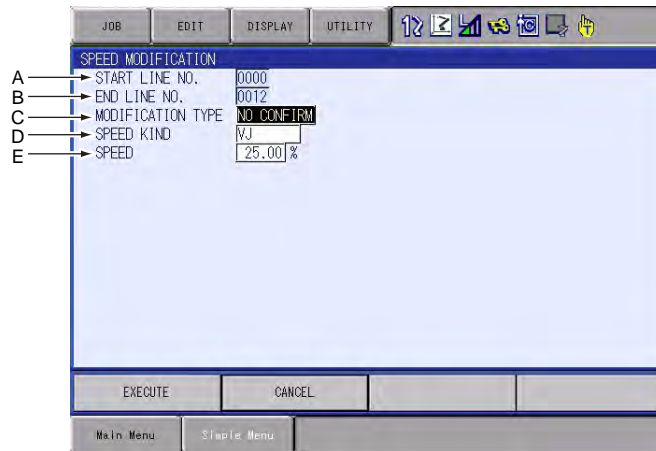 JOB EDIT DISPLAY UTILITY
SPEED MODIFICATION
A START LINE NO. 0000
B END LINE NO. 0012
C MODIFICATION TYPE NO CONFIRM
D SPEED KIND VJ
E SPEED 25.00 %
EXECUTE CANCEL
Main Menu Simple Menu